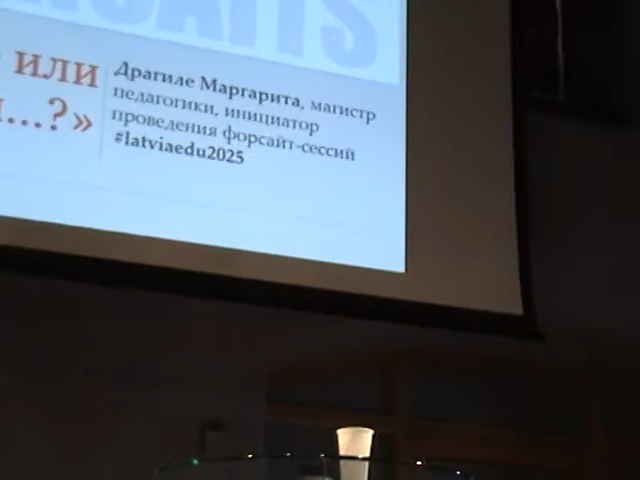 или
...?»
Драгиле Маргарита, магистр
педагогики, инициатор
проведения форсайт-сессий
#latviaedu2025